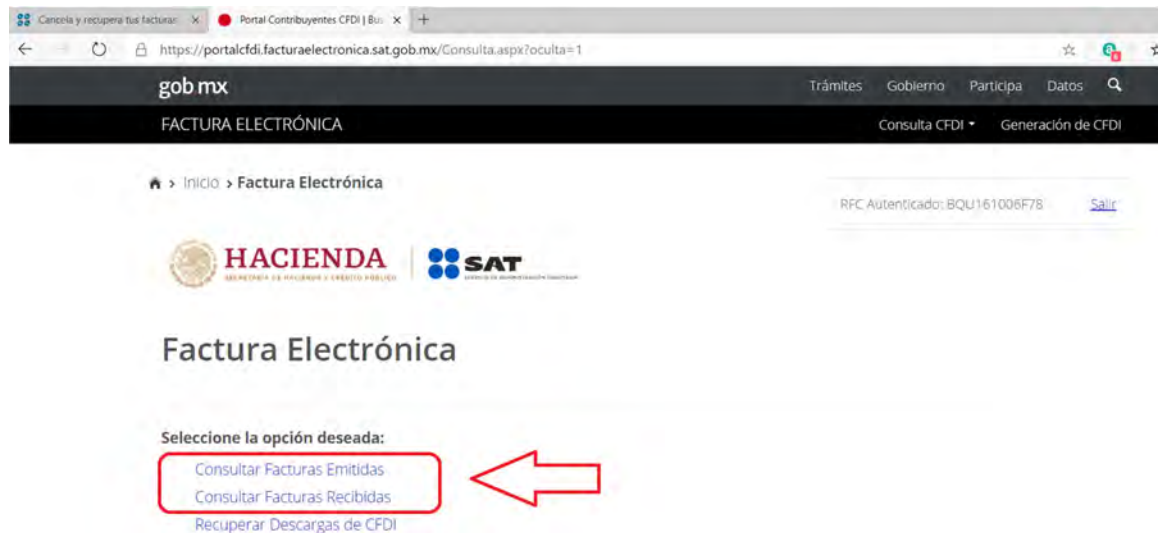 Cancela y recupera tus facturas
Portal Contribuyentes CFDI | Bu
https://portalcfdi.facturaelectronica.sat.gob.mx/Consulta.aspx?oculta=1
gob mx
Trámites Gobierno Participa Datos
FACTURA ELECTRÓNICA
Consulta CFDI Generación de CFDI
> Inicio > Factura Electrónica
RFC Autenticado: BQU161006F78 Salir
HACIENDA SAT
SECRETARÍA DE HACIENDA Y CRÉDITO PÚBLICO
Factura Electrónica
Seleccione la opción deseada:
Consultar Facturas Emitidas
Consultar Facturas Recibidas
Recuperar Descargas de CFDI